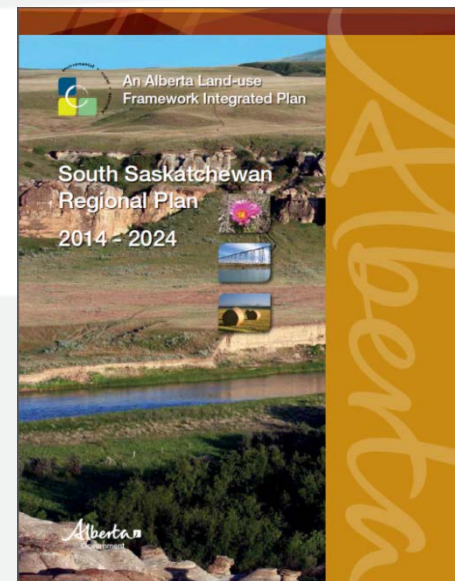 An Alberta Land-use
Framework Integrated Plan
South Saskatchewan
Regional Plan
2014 - 2024
Alberta
Government
Alberta